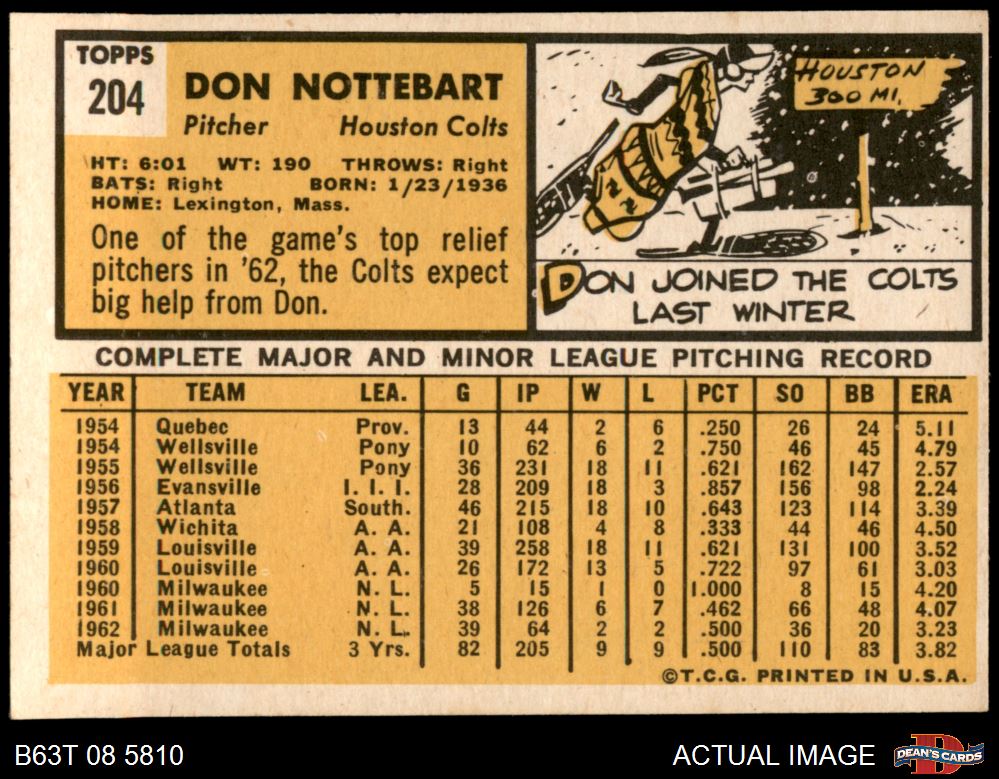 TOPPS
204
DON NOTTEBART
Pitcher Houston Colts
HT: 6:01 WT: 190 THROWS: Right
BATS: Right BORN: 1/23/1936
HOME: Lexington, Mass.
One of the game's top relief
pitchers in '62, the Colts expect
big help from Don.
HOUSTON
300 MI.
DON JOINED THE COLTS
LAST WINTER
COMPLETE MAJOR AND MINOR LEAGUE PITCHING RECORD
YEAR TEAM LEA. G IP W L PCT SO BB ERA
1954 Quebec Prov. 13 44 2 6 .250 26 24 5.11
1954 Wellsville Pony 10 62 6 2 .750 46 45 4.79
1955 Wellsville Pony 36 231 18 11 .621 162 147 2.57
1956 Evansville I. I. I. 28 209 18 3 .857 156 98 2.24
1957 Atlanta South. 46 215 18 10 .643 123 114 3.39
1958 Wichita A. A. 21 108 4 8 .333 44 46 4.50
1959 Louisville A. A. 39 258 18 11 .621 131 100 3.52
1960 Louisville A. A. 26 172 13 5 .722 97 61 3.03
1960 Milwaukee N. L. 5 15 1 0 1.000 8 15 4.20
1961 Milwaukee N. L. 38 126 6 7 .462 66 48 4.07
1962 Milwaukee N. L. 39 64 2 2 .500 36 20 3.23
Major League Totals 3 Yrs. 82 205 9 9 .500 110 83 3.82
©T.C.G. PRINTED IN U.S.A.
B63T 08 5810 ACTUAL IMAGE DEAN'S CARDS